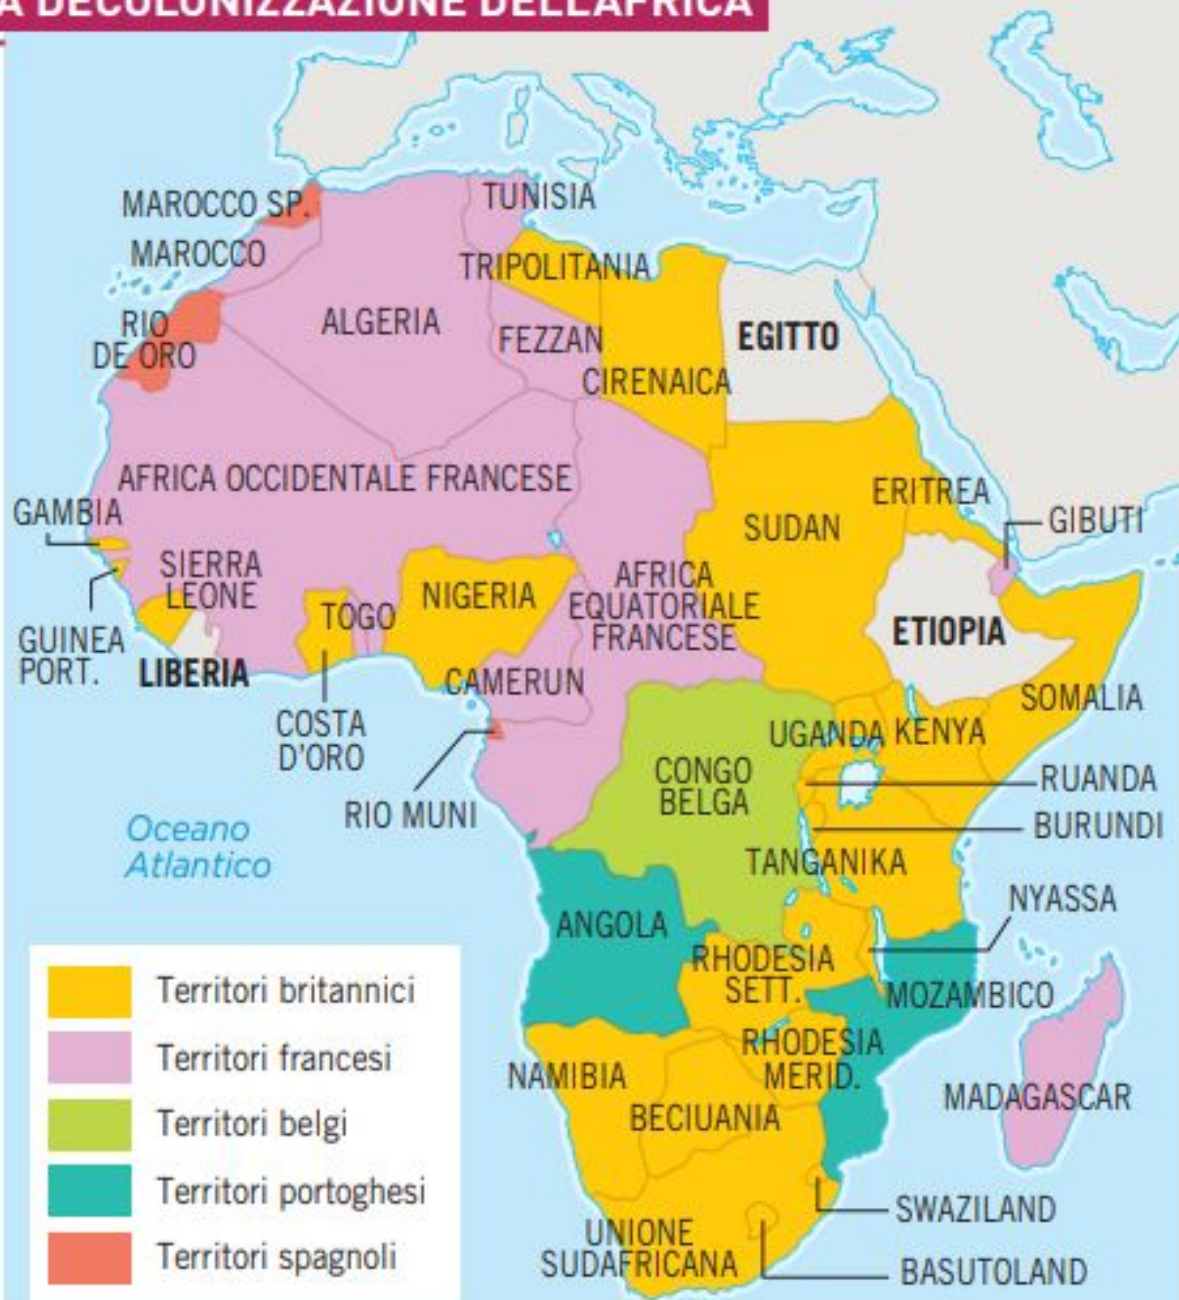 A DECOLONIZZAZIONE DELL'AFRICA
MAROCCO SP.
MAROCCO
RIO
DE ORO
ALGERIA
TUNISIA
TRIPOLITANIA
FEZZAN
CIRENAICA
EGITTO
AFRICA OCCIDENTALE FRANCESE
GAMBIA
SIERRA
LEONE
GUINEA
PORT.
LIBERIA
TOGO
COSTA
D'ORO
NIGERIA
CAMERUN
RIO MUNI
AFRICA
EQUATORIALE
FRANCESE
SUDAN
ERITREA
GIBUTI
ETIOPIA
SOMALIA
UGANDA
KENYA
RUANDA
BURUNDI
CONGO
BELGA
TANGANIKA
NYASSA
Oceano
Atlantico
ANGOLA
RHODESIA
SETT.
MOZAMBICO
RHODESIA
MERID.
NAMIBIA
BECIUANIA
MADAGASCAR
SWAZILAND
UNIONE
SUDAFRICANA
BASUTOLAND
Territori britannici
Territori francesi
Territori belgi
Territori portoghesi
Territori spagnoli